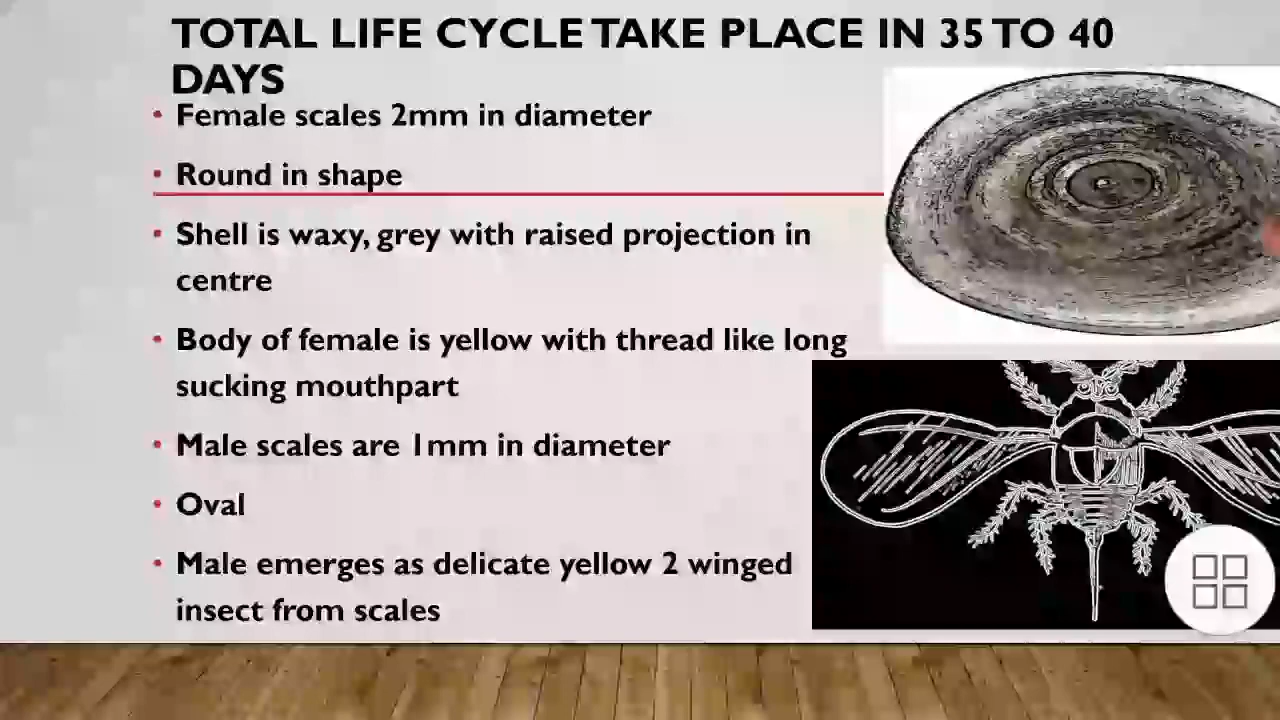 TOTAL LIFE CYCLE TAKE PLACE IN 35 TO 40
DAYS
• Female scales 2mm in diameter
• Round in shape
• Shell is waxy, grey with raised projection in
centre
• Body of female is yellow with thread like long
sucking mouthpart
• Male scales are 1mm in diameter
• Oval
• Male emerges as delicate yellow 2 winged
insect from scales